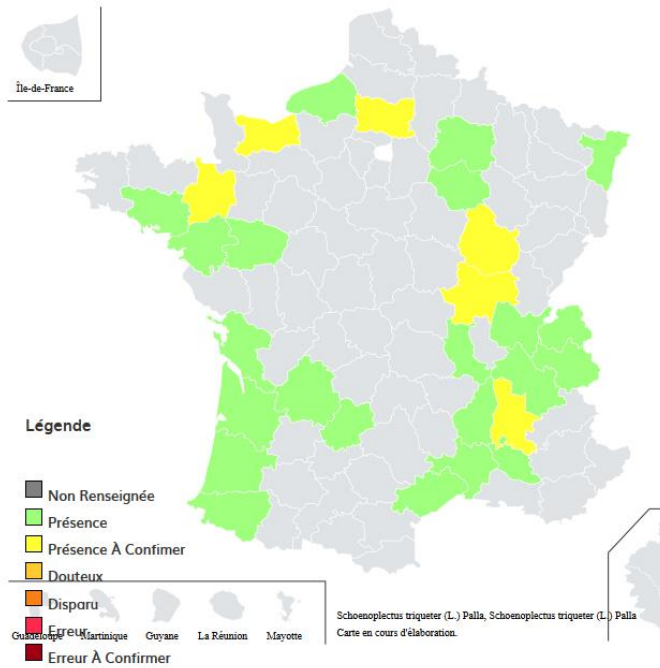 Île-de-France
Légende
Non Renseignée
Présence
Présence À Confimer
Douteux
Disparu
Erreur
Guadeloupe Martinique Guyane La Réunion Mayotte
Erreur À Confirmer
Schoenoplectus triqueter (L.) Palla, Schoenoplectus triqueter (L.) Palla
Carte en cours d'élaboration.